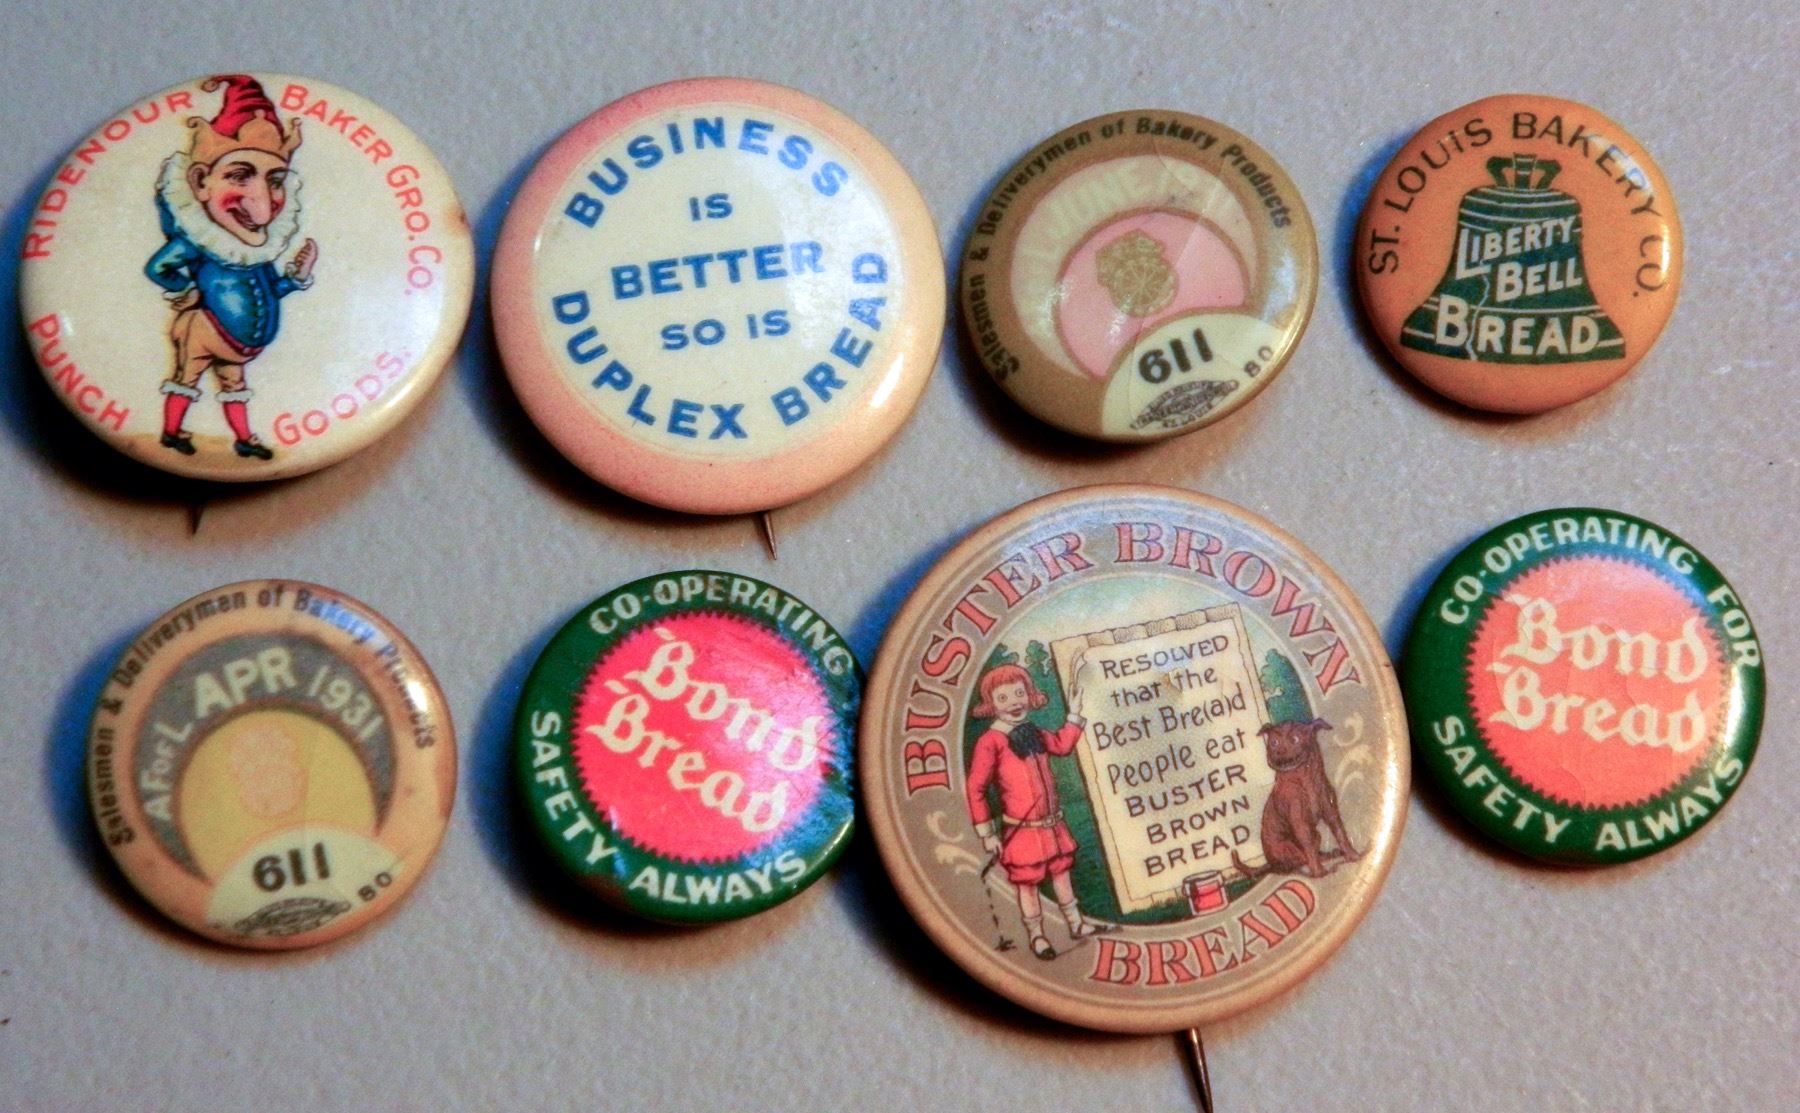 RIDENOUR BAKER GRO. CO.
PUNCH GOODS.
BUSINESS
IS
BETTER
SO IS
DUPLEX BREAD
Salesmen & Deliverymen of Bakery Products
JUNE
611
80
ST. LOUIS BAKERY CO.
LIBERTY
BELL
BREAD
Salesmen & Deliverymen of Bakery Products
A F of L APR 1931
611
80
CO-OPERATING
Bond
Bread
SAFETY ALWAYS
BUSTER BROWN
RESOLVED
that the
Best Bre(a)d
People eat
BUSTER
BROWN
BREAD
BREAD
CO-OPERATING FOR
Bond
Bread
SAFETY ALWAYS